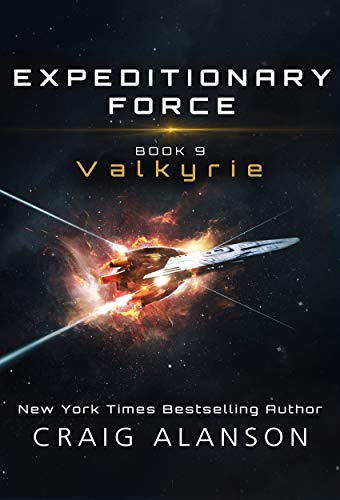 EXPEDITIONARY
FORCE
BOOK 9
Valkyrie
New York Times Bestselling Author
CRAIG ALANSON